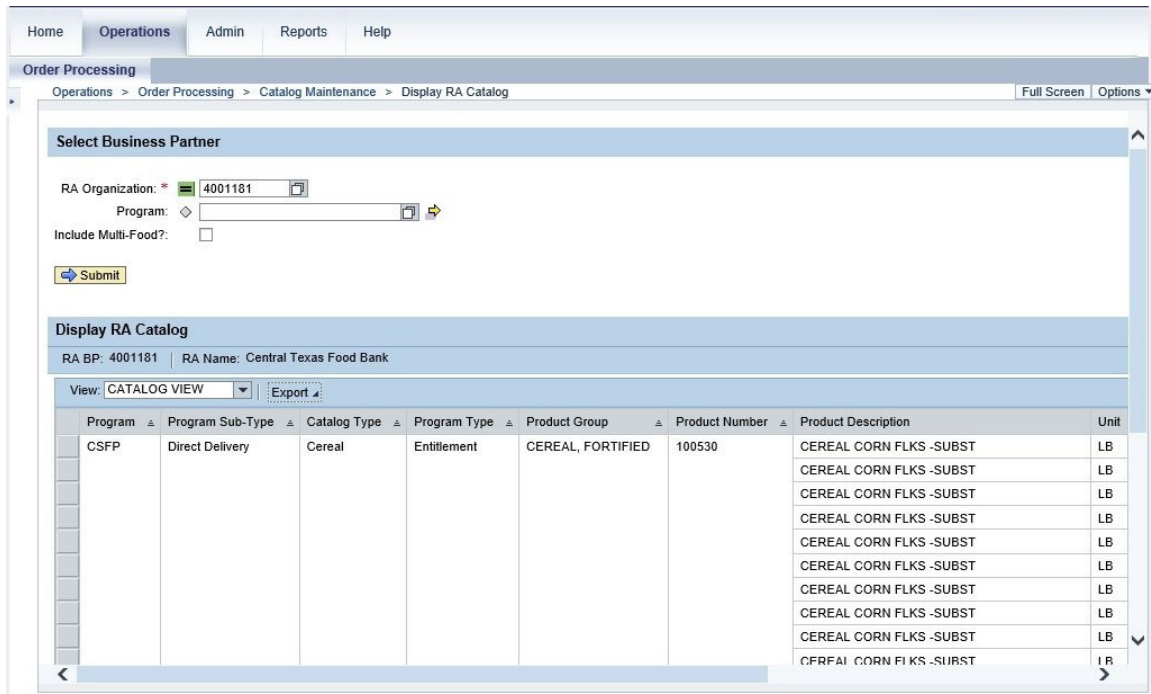 Home Operations Admin Reports Help
Order Processing
Operations > Order Processing > Catalog Maintenance > Display RA Catalog Full Screen Options
Select Business Partner
RA Organization: * 4001181
Program:
Include Multi-Food?:
Submit
Display RA Catalog
RA BP: 4001181 RA Name: Central Texas Food Bank
View: CATALOG VIEW Export
Program Program Sub-Type Catalog Type Program Type Product Group Product Number Product Description Unit
CSFP Direct Delivery Cereal Entitlement CEREAL, FORTIFIED 100530 CEREAL CORN FLKS -SUBST LB
CEREAL CORN FLKS -SUBST LB
CEREAL CORN FLKS -SUBST LB
CEREAL CORN FLKS -SUBST LB
CEREAL CORN FLKS -SUBST LB
CEREAL CORN FLKS -SUBST LB
CEREAL CORN FLKS -SUBST LB
CEREAL CORN FLKS -SUBST LB
CEREAL CORN FLKS -SUBST LB
CEREAL CORN FLKS -SUBST LB